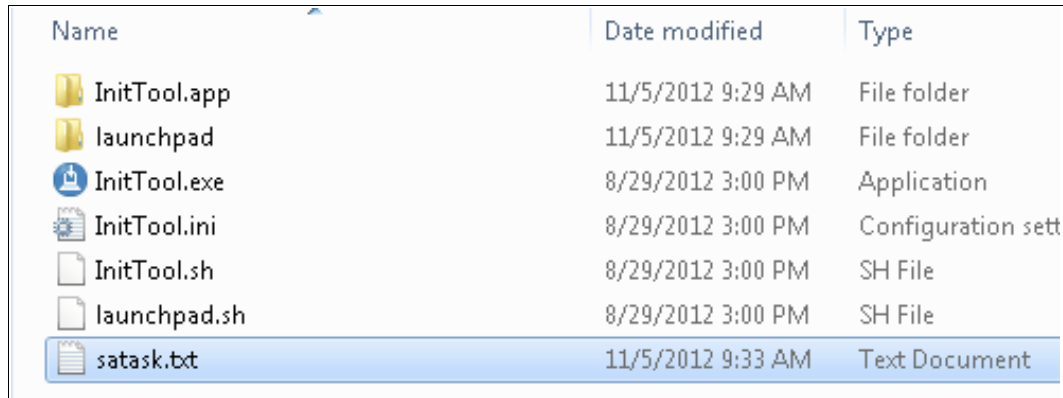 Name Date modified Type
InitTool.app 11/5/2012 9:29 AM File folder
launchpad 11/5/2012 9:29 AM File folder
InitTool.exe 8/29/2012 3:00 PM Application
InitTool.ini 8/29/2012 3:00 PM Configuration sett
InitTool.sh 8/29/2012 3:00 PM SH File
launchpad.sh 8/29/2012 3:00 PM SH File
satask.txt 11/5/2012 9:33 AM Text Document